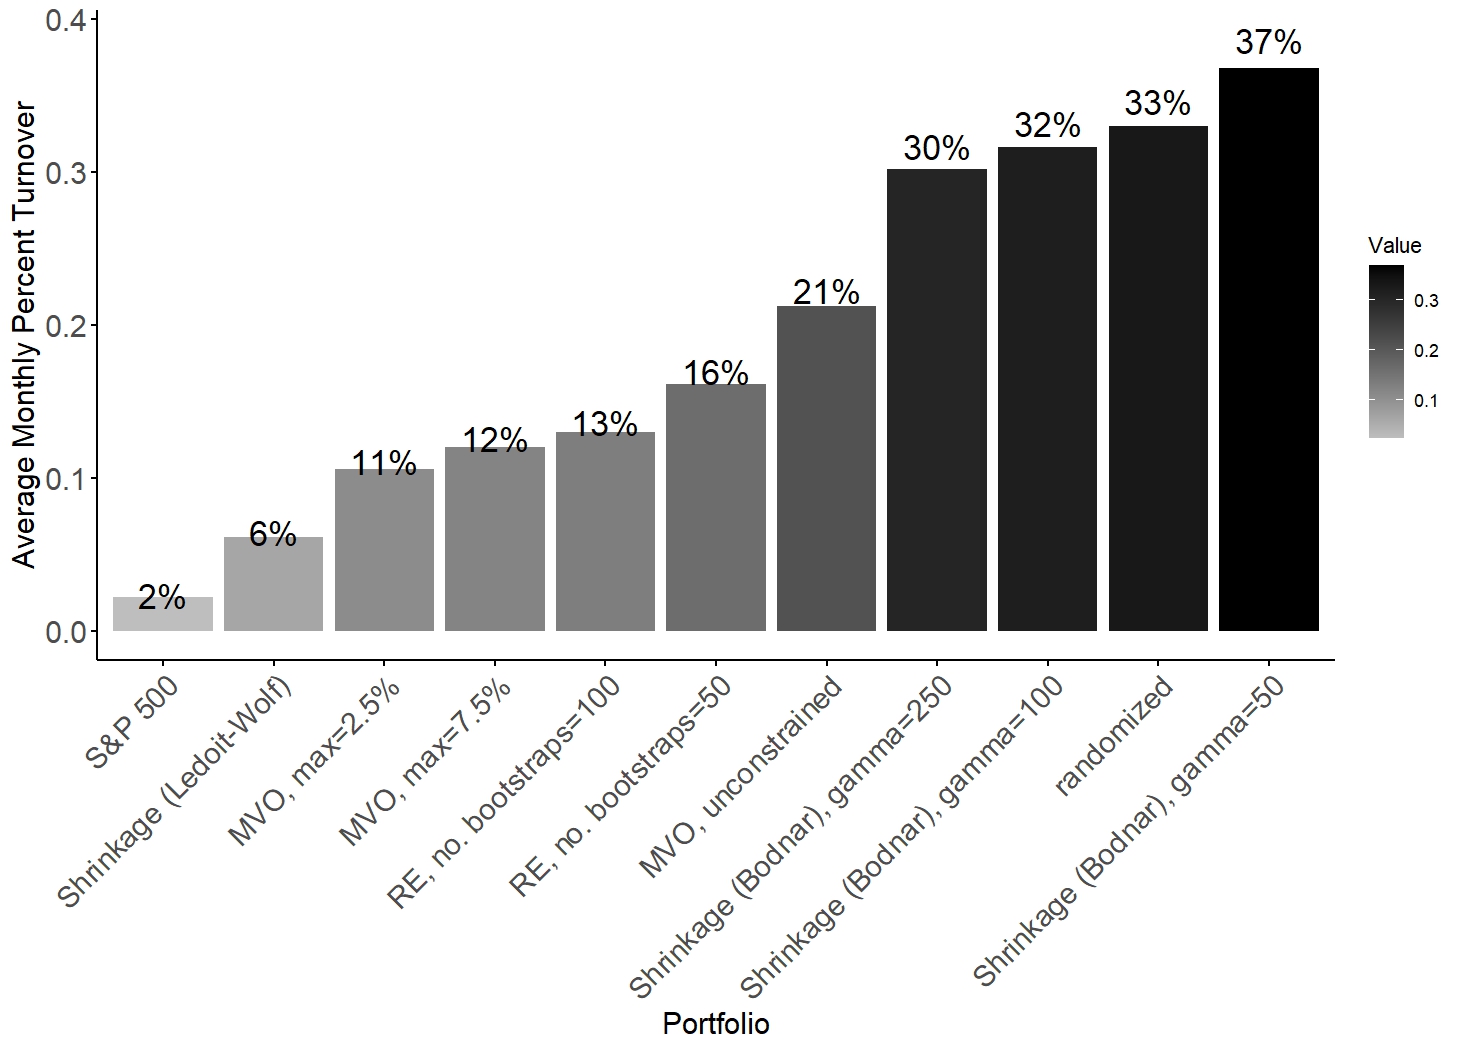 Average Monthly Percent Turnover
0.4
0.3
0.2
0.1
0.0
2%
6%
11%
12%
13%
16%
21%
30%
32%
33%
37%
S&P 500
Shrinkage (Ledoit-Wolf)
MVO, max=2.5%
MVO, max=7.5%
RE, no. bootstraps=100
RE, no. bootstraps=50
MVO, unconstrained
Shrinkage (Bodnar), gamma=250
Shrinkage (Bodnar), gamma=100
randomized
Shrinkage (Bodnar), gamma=50
Portfolio
Value
0.3
0.2
0.1